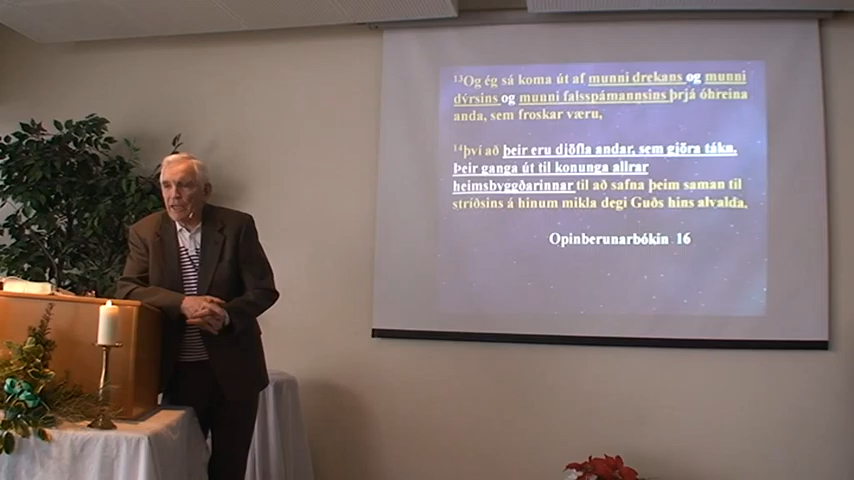 ¹³Og ég sá koma út af munni drekans og munni
dýrsins og munni falsspámannsins þrjá óhreina
anda, sem froskar væru,
¹⁴því að þeir eru djöfla andar, sem gjöra tákn.
Þeir ganga út til konunga allrar
heimsbyggðarinnar til að safna þeim saman til
stríðsins á hinum mikla degi Guðs hins alvalda.
Opinberunarbókin 16